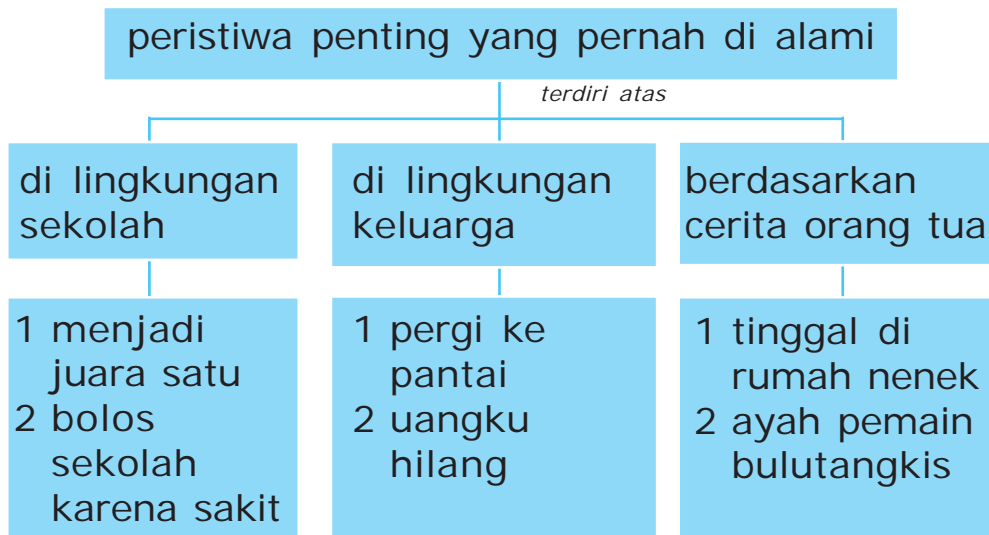 peristiwa penting yang pernah di alami
terdiri atas
di lingkungan
sekolah
di lingkungan
keluarga
berdasarkan
cerita orang tua
1 menjadi
juara satu
2 bolos
sekolah
karena sakit
1 pergi ke
pantai
2 uangku
hilang
1 tinggal di
rumah nenek
2 ayah pemain
bulutangkis